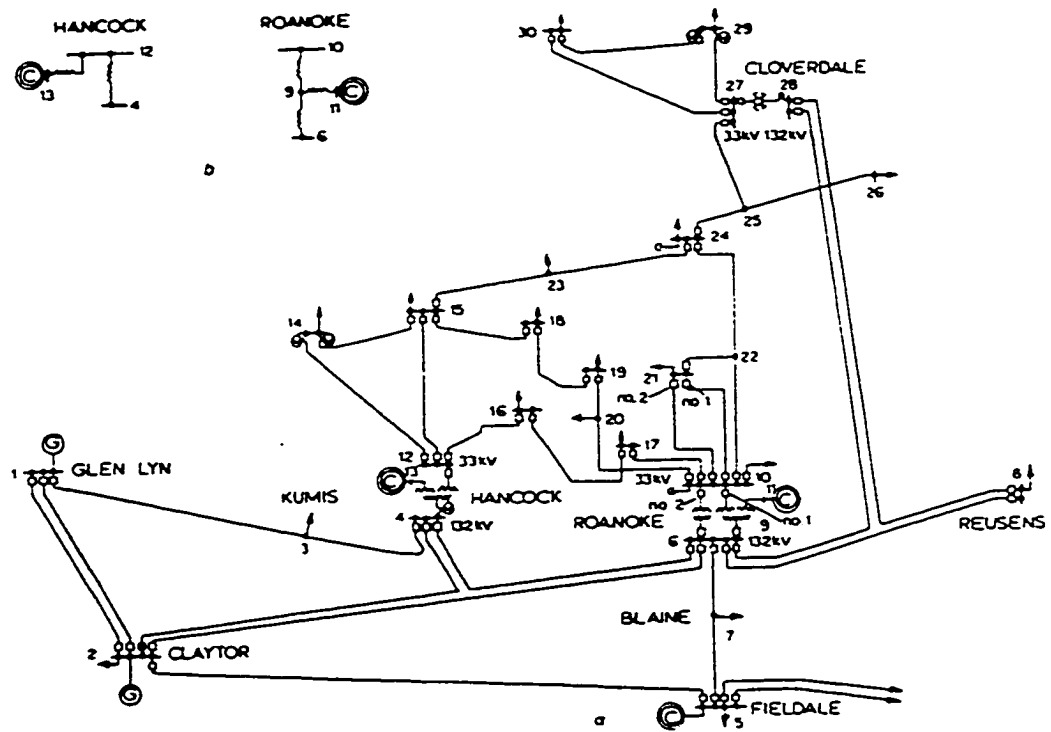 HANCOCK
12
13
4
ROANOKE
10
9
11
6
b
30
29
CLOVERDALE
27
28
33kV
132kV
26
25
24
c
23
15
18
14
22
19
21
no. 2
no 1
16
20
17
12
33kV
13
HANCOCK
10
33kV
c
11
no 2
no 1
ROANOKE
9
G
1
GLEN LYN
KUMIS
3
4
132kV
6
132kV
8
REUSENS
BLAINE
7
2
CLAYTOR
G
C
5
FIELDALE
a